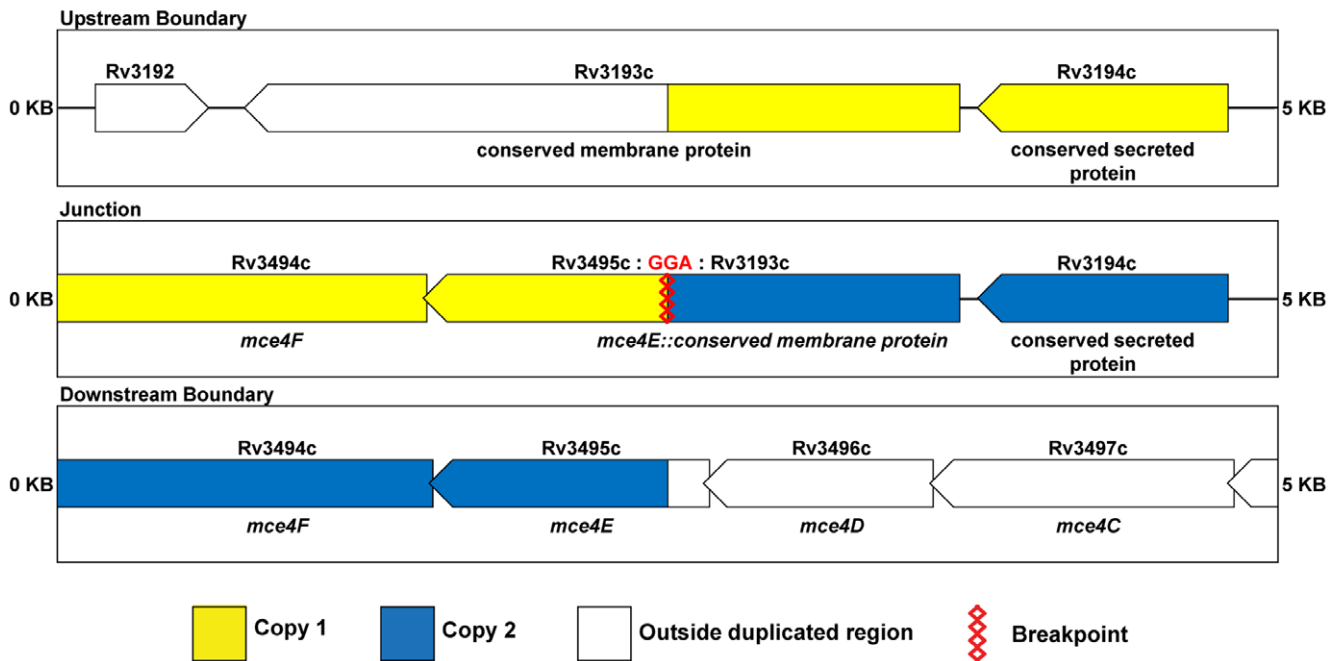 Upstream Boundary
Rv3192 Rv3193c Rv3194c
0 KB 5 KB
conserved membrane protein conserved secreted
protein
Junction
Rv3494c Rv3495c : GGA : Rv3193c Rv3194c
0 KB 5 KB
mce4F mce4E::conserved membrane protein conserved secreted
protein
Downstream Boundary
Rv3494c Rv3495c Rv3496c Rv3497c
0 KB 5 KB
mce4F mce4E mce4D mce4C
Copy 1 Copy 2 Outside duplicated region Breakpoint